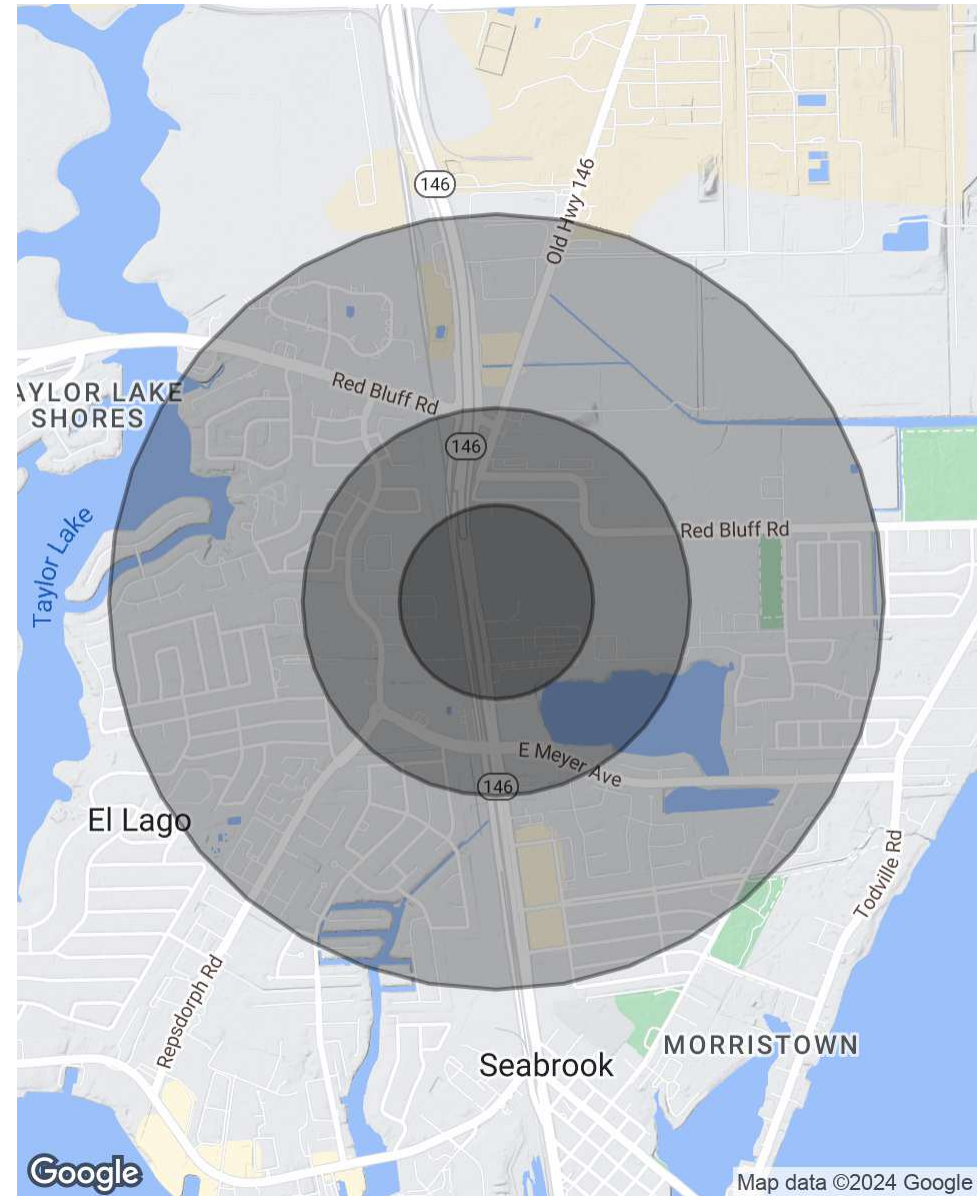 146
Old Hwy 146
Red Bluff Rd
AYLOR LAKE
SHORES
146
Taylor Lake
Red Bluff Rd
E Meyer Ave
146
El Lago
Todville Rd
Repsdorph Rd
MORRISTOWN
Seabrook
Google
Map data ©2024 Google